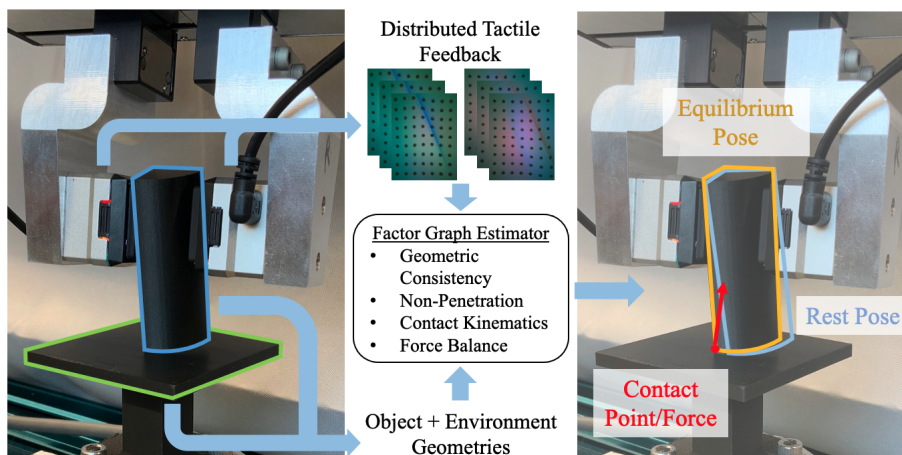 Distributed Tactile
Feedback
Factor Graph Estimator
• Geometric
Consistency
• Non-Penetration
• Contact Kinematics
• Force Balance
Object + Environment
Geometries
Equilibrium
Pose
Rest Pose
Contact
Point/Force